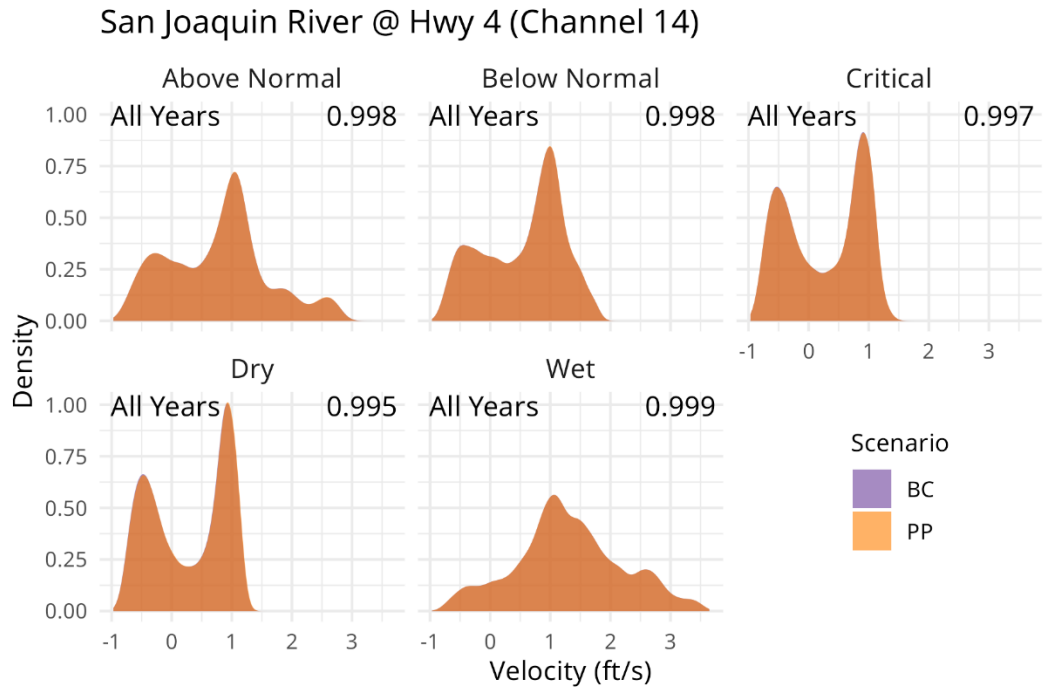 San Joaquin River @ Hwy 4 (Channel 14)
Above Normal
Below Normal
Critical
All Years 0.998
All Years 0.998
All Years 0.997
1.00
0.75
0.50
0.25
0.00
-1 0 1 2 3
Density
Dry
Wet
All Years 0.995
All Years 0.999
1.00
0.75
0.50
0.25
0.00
-1 0 1 2 3
-1 0 1 2 3
Velocity (ft/s)
Scenario
BC
PP